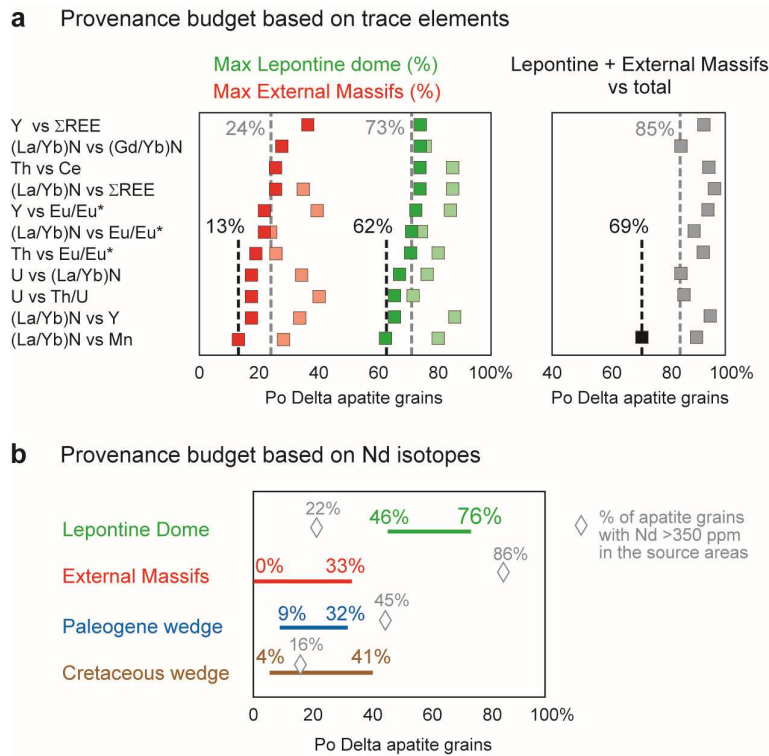 a Provenance budget based on trace elements
Max Lepontine dome (%)
Max External Massifs (%)
Lepontine + External Massifs
vs total
Y vs ΣREE
(La/Yb)N vs (Gd/Yb)N
Th vs Ce
(La/Yb)N vs ΣREE
Y vs Eu/Eu*
(La/Yb)N vs Eu/Eu*
Th vs Eu/Eu*
U vs (La/Yb)N
U vs Th/U
(La/Yb)N vs Y
(La/Yb)N vs Mn
24% 73%
13% 62%
0 20 40 60 80 100%
Po Delta apatite grains
85%
69%
40 60 80 100%
Po Delta apatite grains
b Provenance budget based on Nd isotopes
Lepontine Dome
22% 46% 76%
External Massifs
0% 33% 86%
Paleogene wedge
9% 32% 45%
Cretaceous wedge
4% 16% 41%
0 20 40 60 80 100%
Po Delta apatite grains
% of apatite grains
with Nd >350 ppm
in the source areas